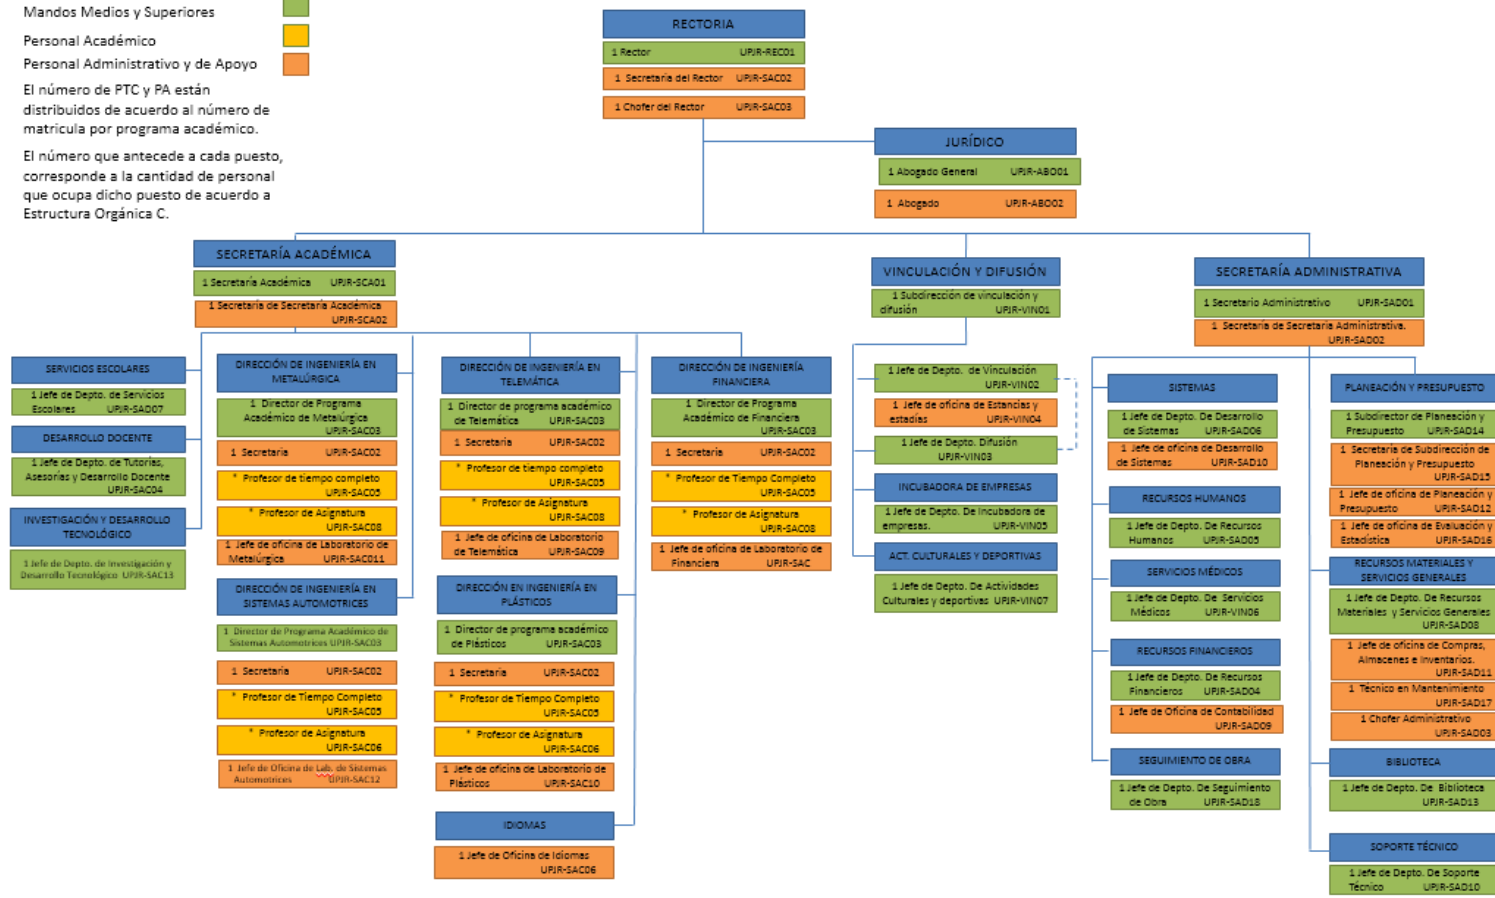 Mandos Medios y Superiores
Personal Académico
Personal Administrativo y de Apoyo
El número de PTC y PA están
distribuidos de acuerdo al número de
matricula por programa académico.
El número que antecede a cada puesto,
corresponde a la cantidad de personal
que ocupa dicho puesto de acuerdo a
Estructura Orgánica C.
RECTORIA
1 Rector UPJR-REC01
1 Secretaria del Rector UPJR-SAC02
1 Chofer del Rector UPJR-SAC03
JURÍDICO
1 Abogado General UPJR-ABO01
1 Abogado UPJR-ABO02
SECRETARÍA ACADÉMICA
1 Secretaría Académica UPJR-SCA01
1 Secretaria de Secretaría Académica
UPJR-SCA02
SERVICIOS ESCOLARES
1 Jefe de Depto. de Servicios
Escolares UPJR-SAD07
DESARROLLO DOCENTE
1 Jefe de Depto. de Tutorias,
Asesorías y Desarrollo Docente
UPJR-SAC04
INVESTIGACIÓN Y DESARROLLO
TECNOLÓGICO
1 Jefe de Depto. de Investigación y
Desarrollo Tecnológico UPJR-SAC13
DIRECCIÓN DE INGENIERÍA EN
METALÚRGICA
1 Director de Programa
Académico de Metalúrgica
UPJR-SAC03
1 Secretaria UPJR-SAC02
* Profesor de tiempo completo
UPJR-SAC05
* Profesor de Asignatura
UPJR-SAC08
1 Jefe de oficina de Laboratorio de
Metalúrgica UPJR-SAC011
DIRECCIÓN DE INGENIERÍA EN
SISTEMAS AUTOMOTRICES
1 Director de Programa Académico de
Sistemas Automotrices UPJR-SAC03
1 Secretaria UPJR-SAC02
* Profesor de Tiempo Completo
UPJR-SAC05
* Profesor de Asignatura
UPJR-SAC06
1 Jefe de Oficina de Lab. de Sistemas
Automotrices UPJR-SAC12
DIRECCIÓN DE INGENIERÍA EN
TELEMÁTICA
1 Director de programa académico
de Telemática UPJR-SAC03
1 Secretaria UPJR-SAC02
* Profesor de tiempo completo
UPJR-SAC05
* Profesor de Asignatura
UPJR-SAC08
1 Jefe de oficina de Laboratorio
de Telemática UPJR-SAC09
DIRECCIÓN EN INGENIERÍA EN
PLÁSTICOS
1 Director de programa académico
de Plásticos UPJR-SAC03
1 Secretaria UPJR-SAC02
* Profesor de Tiempo Completo
UPJR-SAC05
* Profesor de Asignatura
UPJR-SAC06
1 Jefe de oficina de Laboratorio de
Plásticos UPJR-SAC10
IDIOMAS
1 Jefe de Oficina de Idiomas
UPJR-SAC06
DIRECCIÓN DE INGENIERÍA
FINANCIERA
1 Director de Programa
Académico de Financiera
UPJR-SAC03
1 Secretaria UPJR-SAC02
* Profesor de Tiempo Completo
UPJR-SAC05
* Profesor de Asignatura
UPJR-SAC08
1 Jefe de oficina de Laboratorio de
Financiera UPJR-SAC
VINCULACIÓN Y DIFUSIÓN
1 Subdirección de vinculación y
difusión UPJR-VIN01
1 Jefe de Depto. de Vinculación
UPJR-VIN02
1 Jefe de oficina de Estancias y
estadías UPJR-VIN04
1 Jefe de Depto. Difusión
UPJR-VIN03
INCUBADORA DE EMPRESAS
1 Jefe de Depto. De Incubadora de
empresas. UPJR-VIN05
ACT. CULTURALES Y DEPORTIVAS
1 Jefe de Depto. De Actividades
Culturales y deportivas UPJR-VIN07
SECRETARÍA ADMINISTRATIVA
1 Secretario Administrativo UPJR-SAD01
1 Secretaria de Secretaria Administrativa.
UPJR-SAD02
SISTEMAS
1 Jefe de Depto. De Desarrollo
de Sistemas UPJR-SAD06
1 Jefe de oficina de Desarrollo
de Sistemas UPJR-SAD10
RECURSOS HUMANOS
1 Jefe de Depto. De Recursos
Humanos UPJR-SAD05
SERVICIOS MÉDICOS
1 Jefe de Depto. De Servicios
Médicos UPJR-VIN06
RECURSOS FINANCIEROS
1 Jefe de Depto. De Recursos
Financieros UPJR-SAD04
1 Jefe de Oficina de Contabilidad
UPJR-SAD09
SEGUIMIENTO DE OBRA
1 Jefe de Depto. De Seguimiento
de Obra UPJR-SAD18
PLANEACIÓN Y PRESUPUESTO
1 Subdirector de Planeación y
Presupuesto UPJR-SAD14
1 Secretaria de Subdirección de
Planeación y Presupuesto
UPJR-SAD15
1 Jefe de oficina de Planeación y
Presupuesto UPJR-SAD12
1 Jefe de oficina de Evaluación y
Estadística UPJR-SAD16
RECURSOS MATERIALES Y
SERVICIOS GENERALES
1 Jefe de Depto. De Recursos
Materiales y Servicios Generales
UPJR-SAD08
1 Jefe de oficina de Compras,
Almacenes e Inventarios.
UPJR-SAD11
1 Técnico en Mantenimiento
UPJR-SAD17
1 Chofer Administrativo
UPJR-SAD03
BIBLIOTECA
1 Jefe de Depto. De Biblioteca
UPJR-SAD13
SOPORTE TÉCNICO
1 Jefe de Depto. De Soporte
Técnico UPJR-SAD10